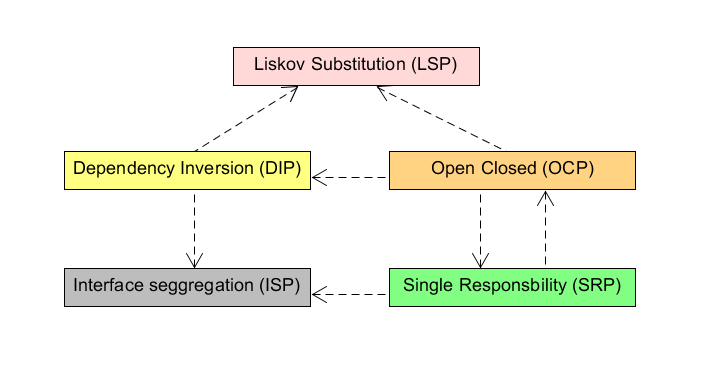 Liskov Substitution (LSP)
Dependency Inversion (DIP)
Open Closed (OCP)
Interface seggregation (ISP)
Single Responsbility (SRP)